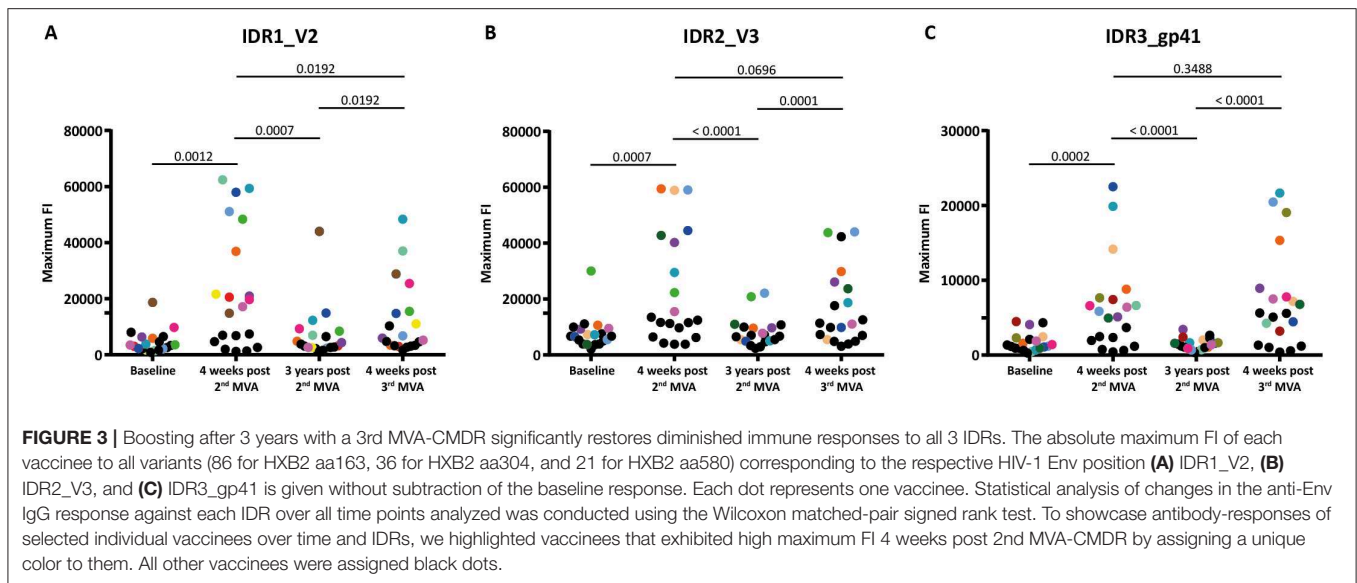 A
IDR1_V2
0.0192
0.0192
0.0007
0.0012
80000
60000
40000
20000
0
Maximum FI
Baseline
4 weeks post
2nd MVA
3 years post
2nd MVA
4 weeks post
3rd MVA
B
IDR2_V3
0.0696
0.0001
< 0.0001
0.0007
80000
60000
40000
20000
0
Maximum FI
Baseline
4 weeks post
2nd MVA
3 years post
2nd MVA
4 weeks post
3rd MVA
C
IDR3_gp41
0.3488
< 0.0001
< 0.0001
0.0002
30000
20000
10000
0
Maximum FI
Baseline
4 weeks post
2nd MVA
3 years post
2nd MVA
4 weeks post
3rd MVA
FIGURE 3 | Boosting after 3 years with a 3rd MVA-CMDR significantly restores diminished immune responses to all 3 IDRs. The absolute maximum FI of each
vaccinee to all variants (86 for HXB2 aa163, 36 for HXB2 aa304, and 21 for HXB2 aa580) corresponding to the respective HIV-1 Env position (A) IDR1_V2, (B)
IDR2_V3, and (C) IDR3_gp41 is given without subtraction of the baseline response. Each dot represents one vaccinee. Statistical analysis of changes in the anti-Env
IgG response against each IDR over all time points analyzed was conducted using the Wilcoxon matched-pair signed rank test. To showcase antibody-responses of
selected individual vaccinees over time and IDRs, we highlighted vaccinees that exhibited high maximum FI 4 weeks post 2nd MVA-CMDR by assigning a unique
color to them. All other vaccinees were assigned black dots.